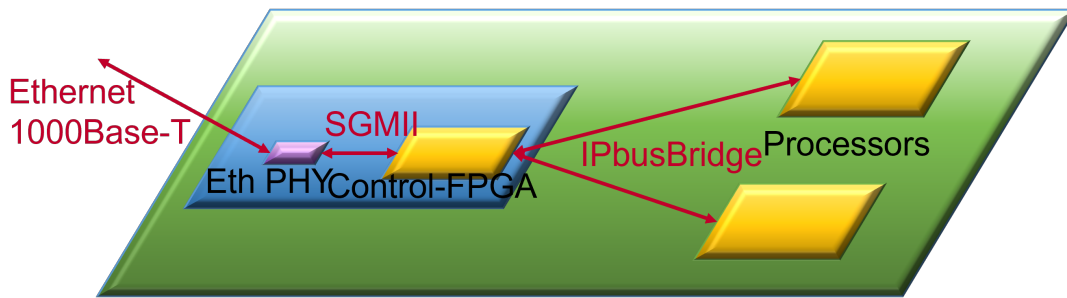 Ethernet
1000Base-T
SGMII
Eth PHY
Control-FPGA
IPbusBridge
Processors